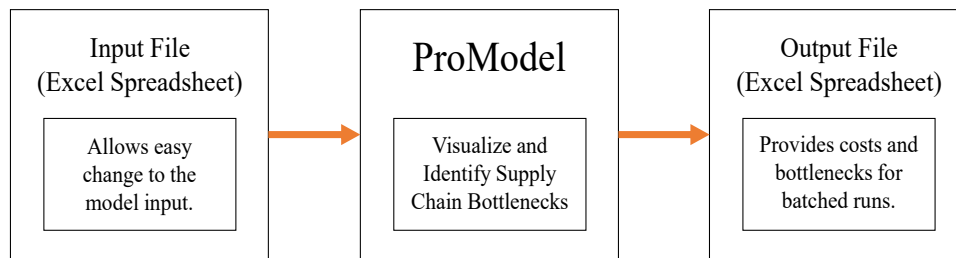 Input File
(Excel Spreadsheet)
Allows easy
change to the
model input.
ProModel
Visualize and
Identify Supply
Chain Bottlenecks
Output File
(Excel Spreadsheet)
Provides costs and
bottlenecks for
batched runs.